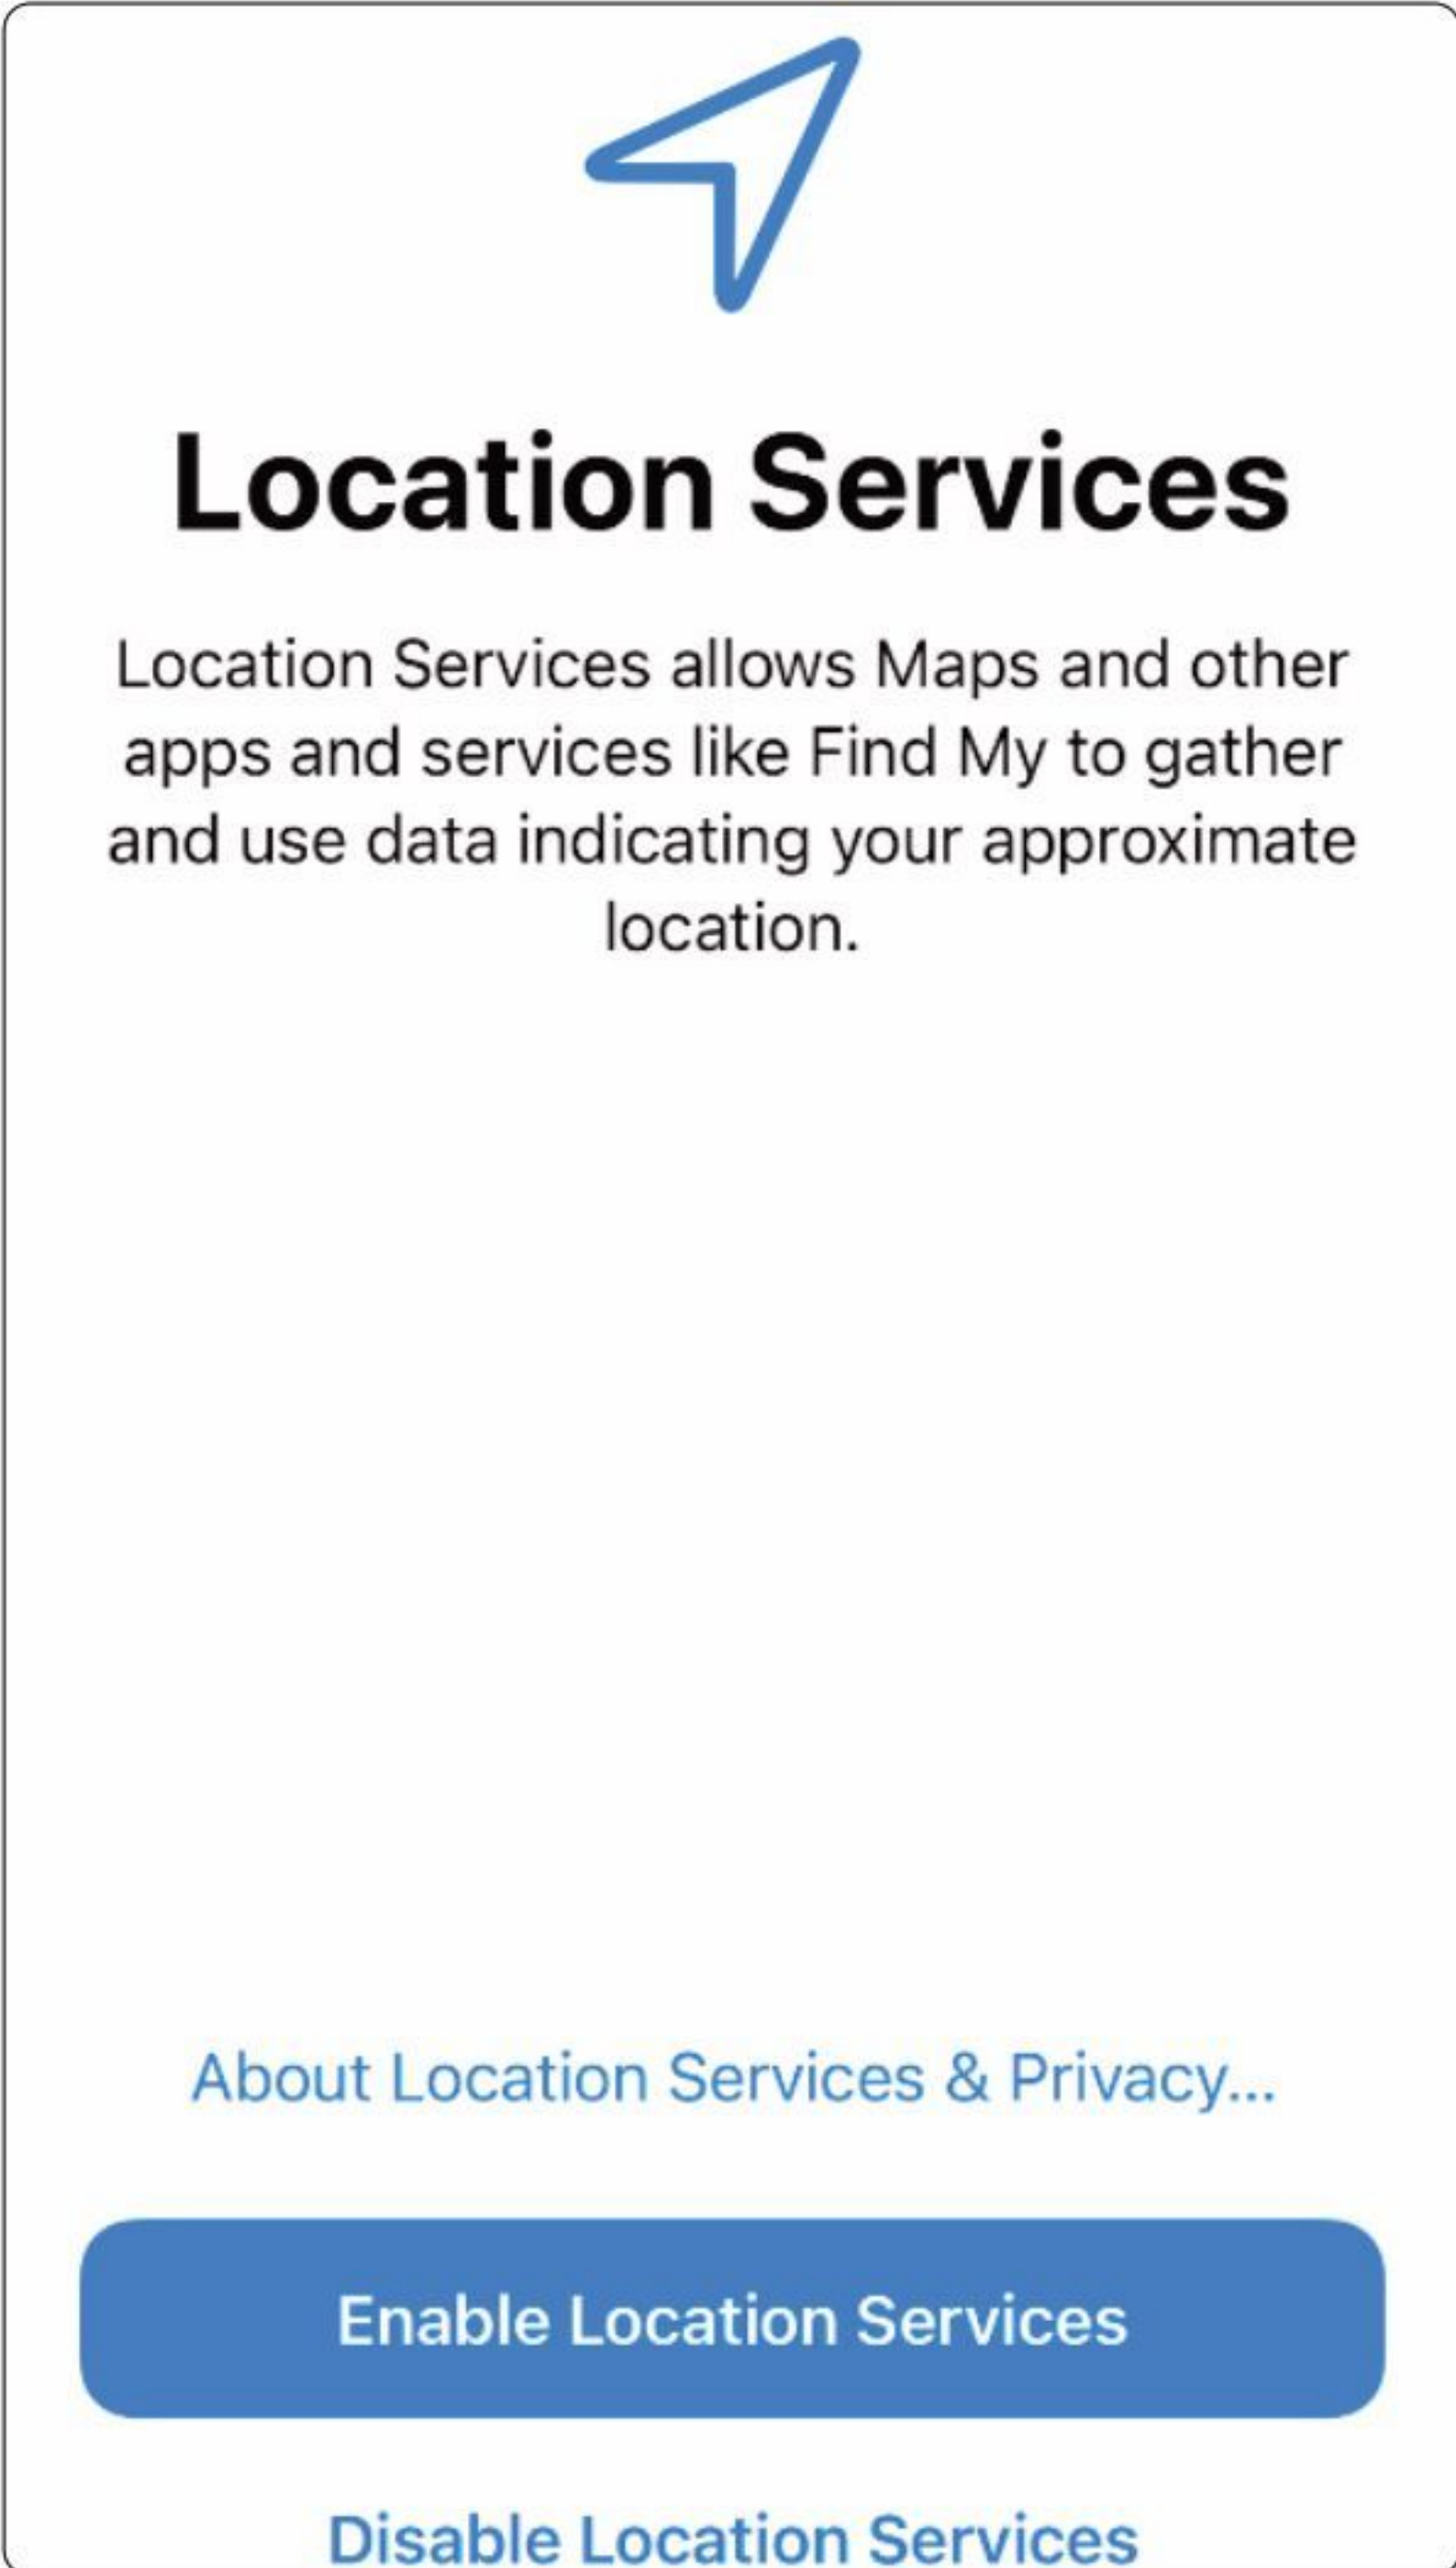 Location Services
Location Services allows Maps and other
apps and services like Find My to gather
and use data indicating your approximate
location.
About Location Services & Privacy...
Enable Location Services
Disable Location Services